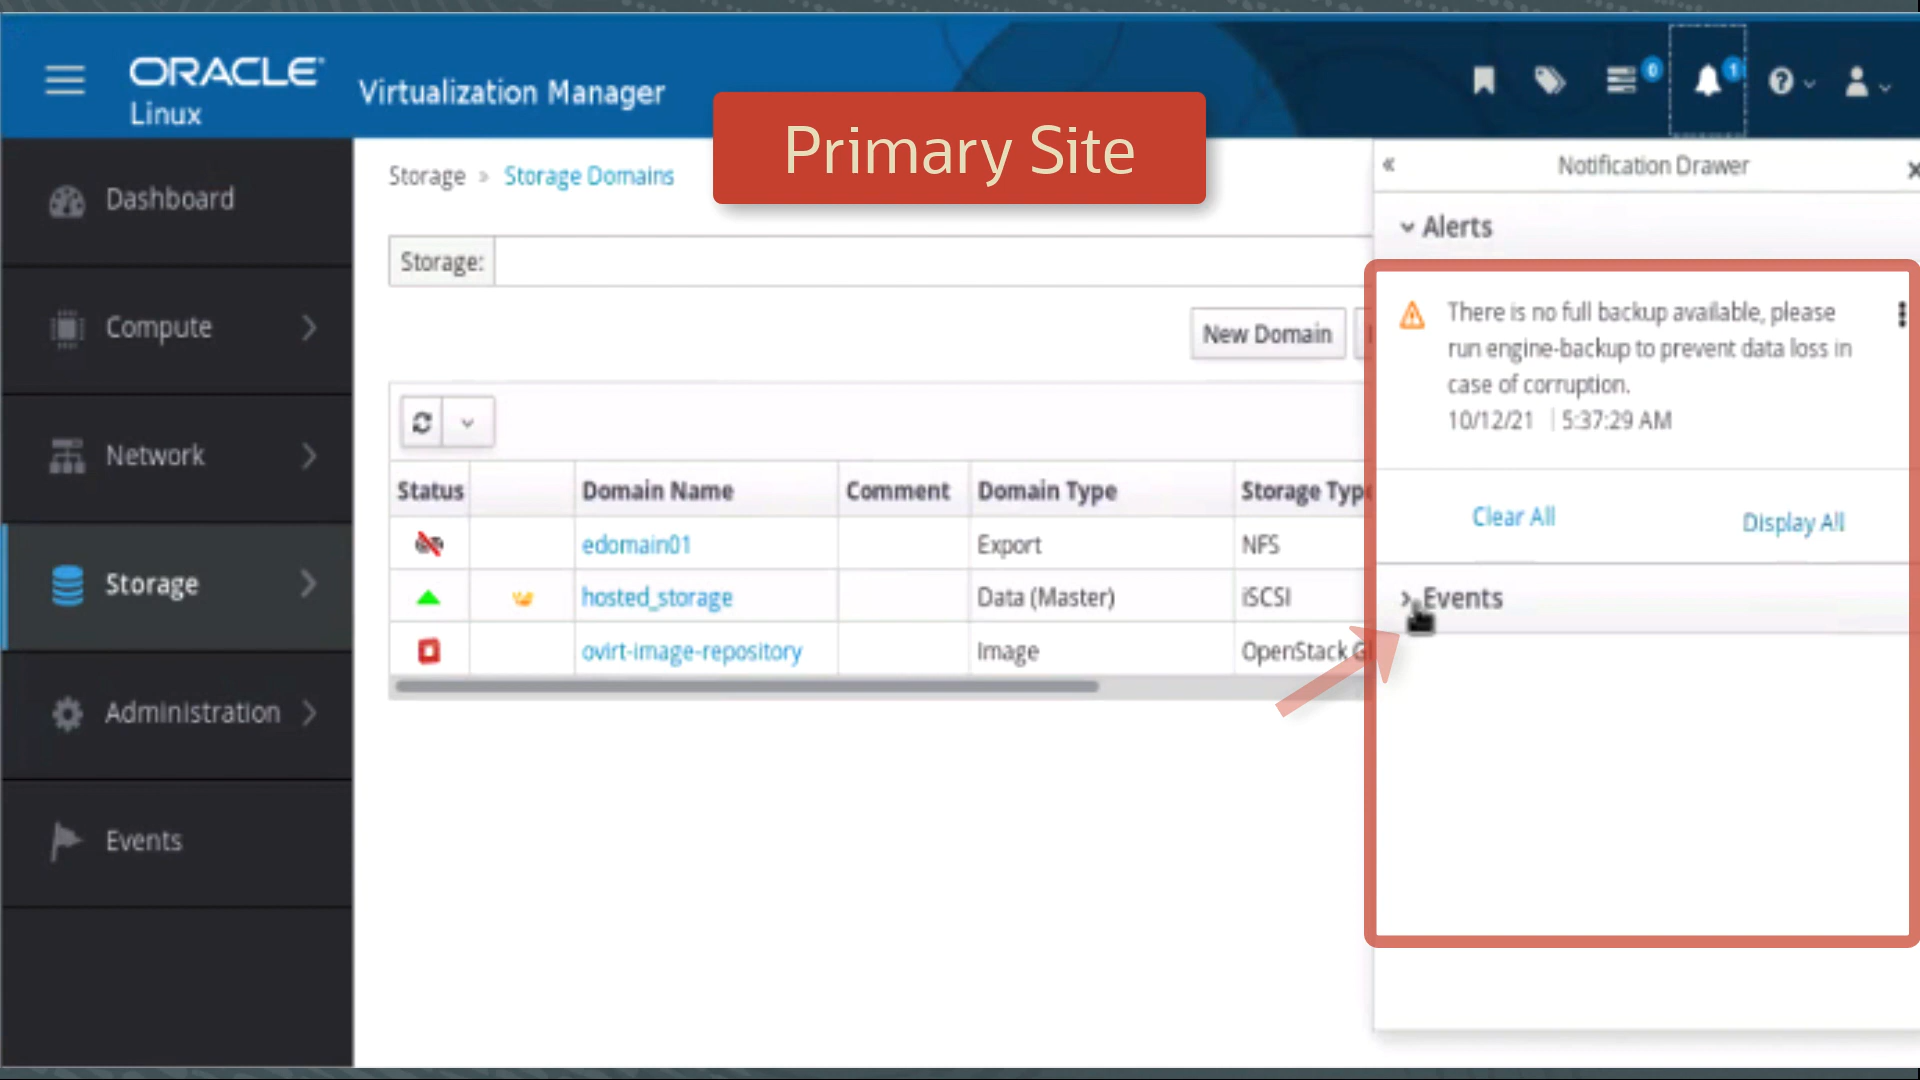 ORACLE
Linux
Virtualization Manager
Primary Site
0
1
Dashboard
Compute
Network
Storage
Administration
Events
Storage » Storage Domains
Storage:
New Domain
Status Domain Name Comment Domain Type Storage Type
edomain01 Export NFS
hosted_storage Data (Master) iSCSI
ovirt-image-repository Image OpenStack
Notification Drawer
Alerts
There is no full backup available, please
run engine-backup to prevent data loss in
case of corruption.
10/12/21 | 5:37:29 AM
Clear All Display All
Events